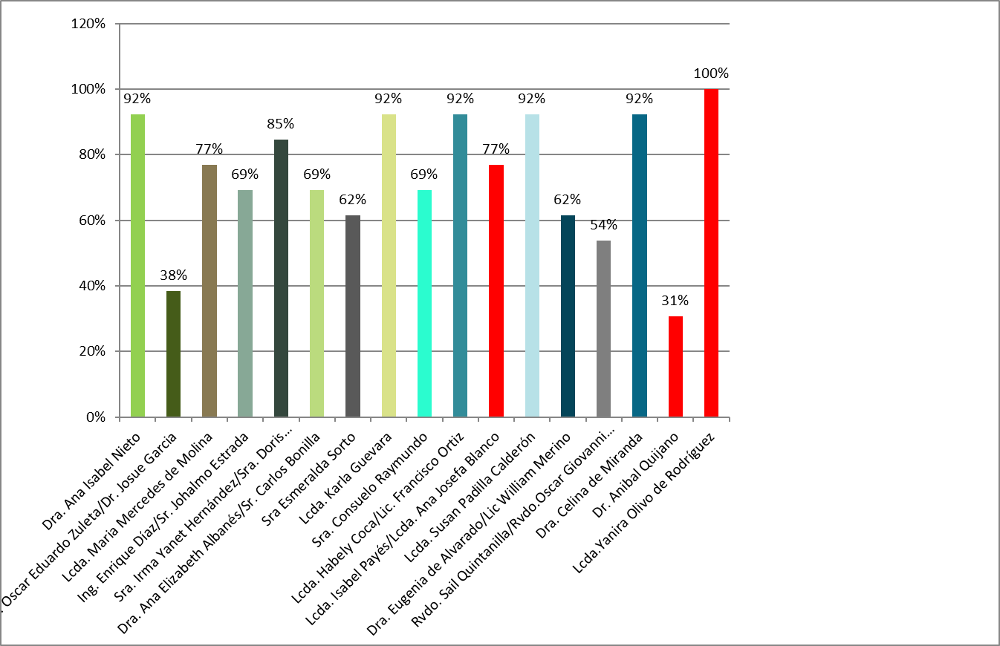 120%
100%
80%
60%
40%
20%
0%
92%
38%
77%
69%
85%
69%
62%
92%
69%
92%
77%
92%
62%
54%
92%
31%
100%
Dra. Ana Isabel Nieto
. Oscar Eduardo Zuleta/Dr. Josue Garcia
Lcda. Maria Mercedes de Molina
Ing. Enrique Díaz/Sr. Johalmo Estrada
Sra. Irma Yanet Hernández/Sra. Doris...
Dra. Ana Elizabeth Albanés/Sr. Carlos Bonilla
Sra Esmeralda Sorto
Lcda. Karla Guevara
Sra. Consuelo Raymundo
Lcda. Habely Coca/Lic. Francisco Ortiz
Lcda. Isabel Payés/Lcda. Ana Josefa Blanco
Lcda. Susan Padilla Calderón
Dra. Eugenia de Alvarado/Lic William Merino
Rvdo. Sail Quintanilla/Rvdo.Oscar Giovanni...
Dra. Celina de Miranda
Dr. Anibal Quijano
Lcda.Yanira Olivo de Rodríguez